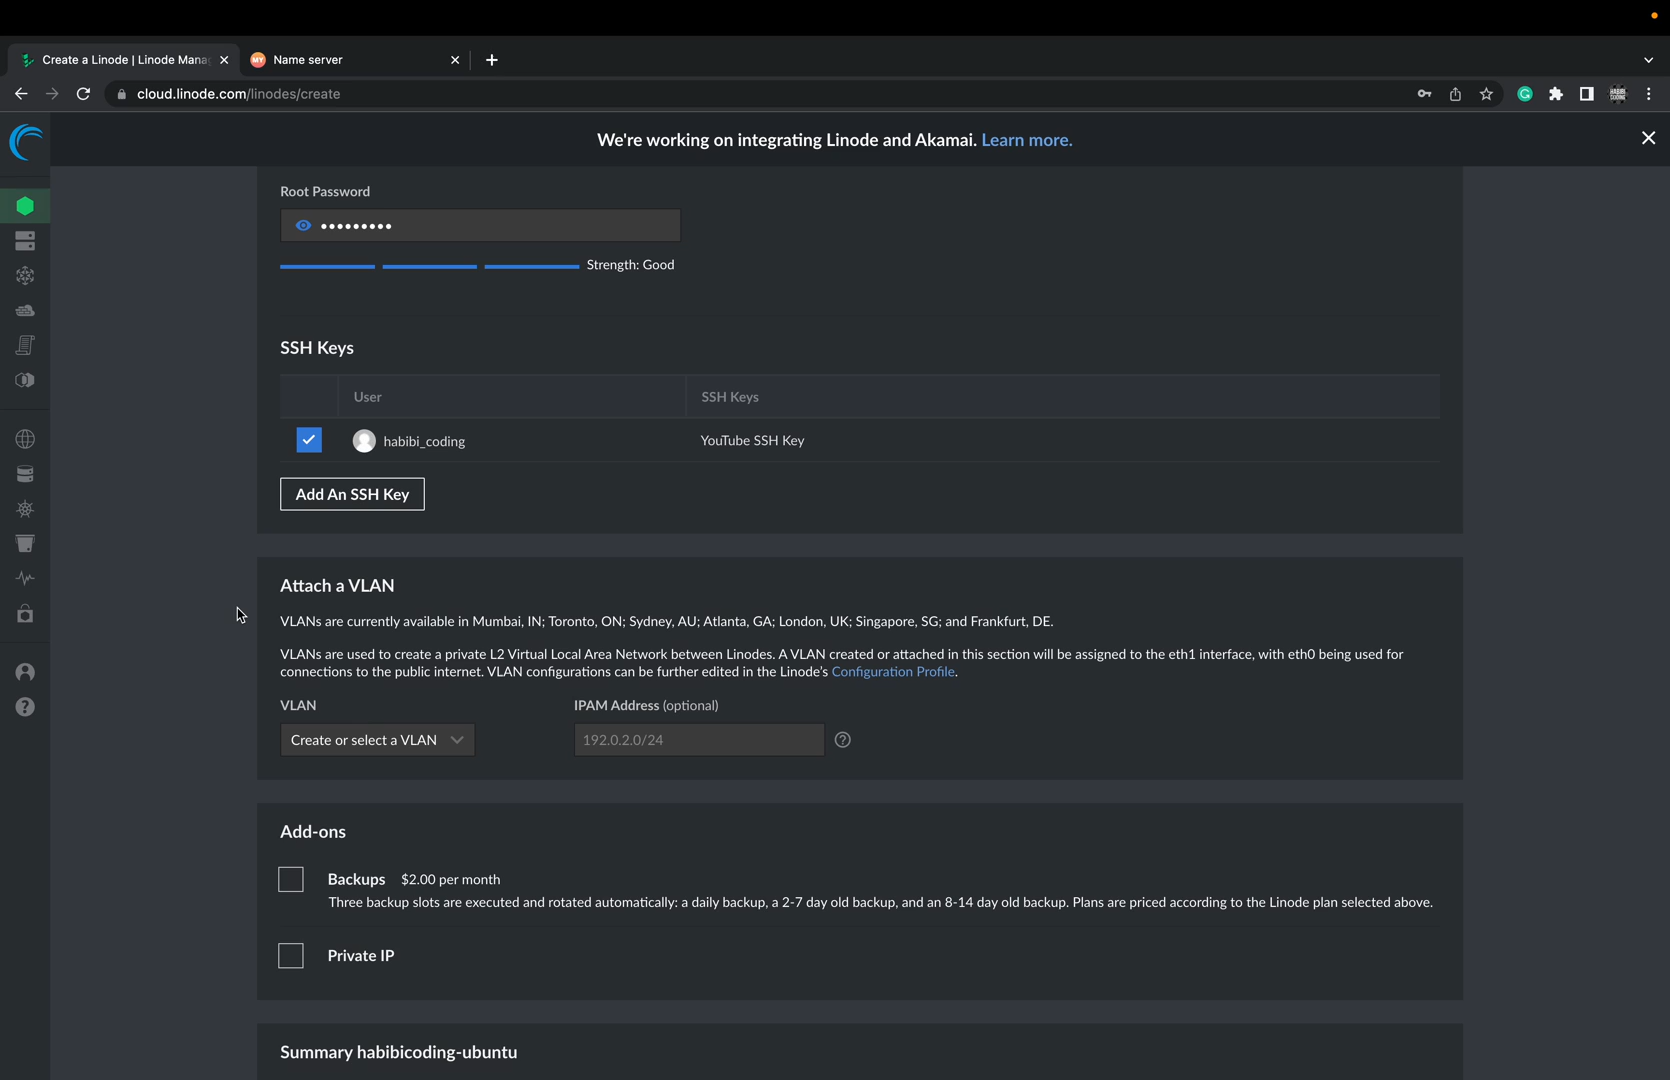 Create a Linode | Linode Mana
MY
Name server
cloud.linode.com/linodes/create
HABIBI
CODING
We're working on integrating Linode and Akamai. Learn more.
Root Password
•••••••••
Strength: Good
SSH Keys
User
SSH Keys
habibi_coding
YouTube SSH Key
Add An SSH Key
Attach a VLAN
VLANs are currently available in Mumbai, IN; Toronto, ON; Sydney, AU; Atlanta, GA; London, UK; Singapore, SG; and Frankfurt, DE.
VLANs are used to create a private L2 Virtual Local Area Network between Linodes. A VLAN created or attached in this section will be assigned to the eth1 interface, with eth0 being used for
connections to the public internet. VLAN configurations can be further edited in the Linode's Configuration Profile.
VLAN
IPAM Address (optional)
Create or select a VLAN
192.0.2.0/24
Add-ons
Backups $2.00 per month
Three backup slots are executed and rotated automatically: a daily backup, a 2-7 day old backup, and an 8-14 day old backup. Plans are priced according to the Linode plan selected above.
Private IP
Summary habibicoding-ubuntu